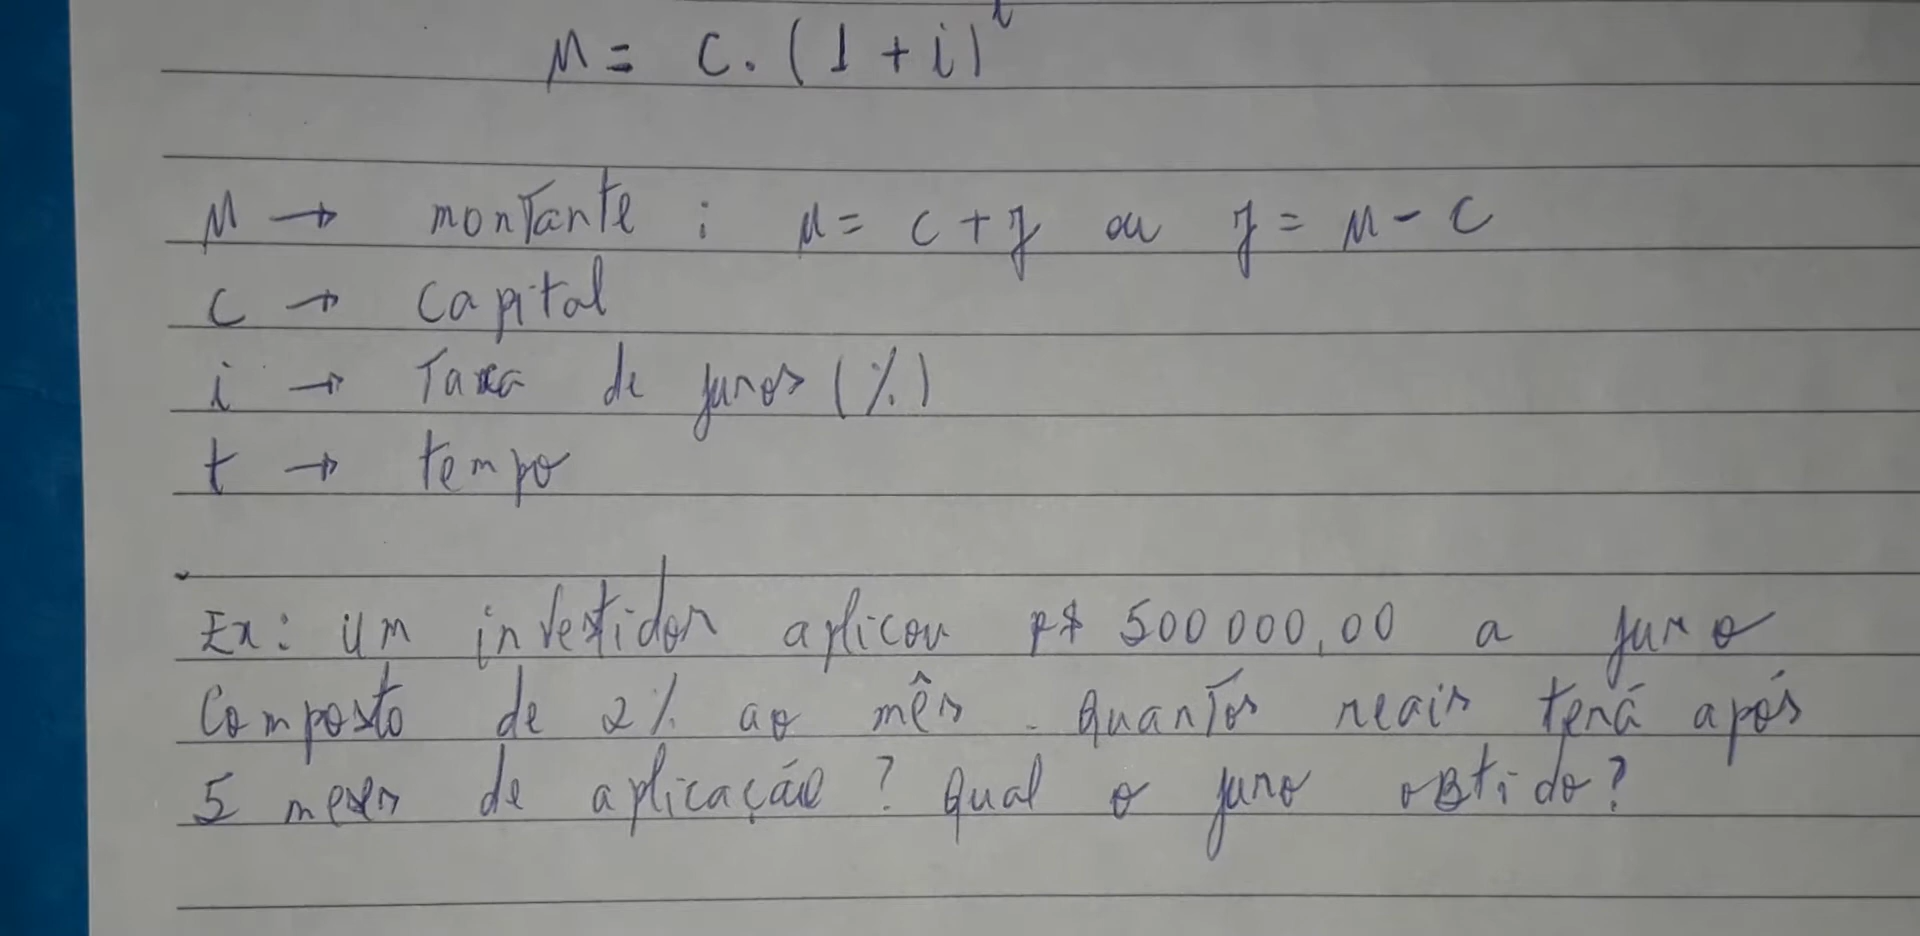 M = C. (1 + i)^t
M → montante : M = C + J ou J = M - C
C → Capital
i → Taxa de juros (%)
t → tempo
Ex: um investidor aplicou R$ 500 000,00 a juro
Composto de 2% ao mês. Quantos reais terá após
5 meses de aplicação? Qual o juro obtido?